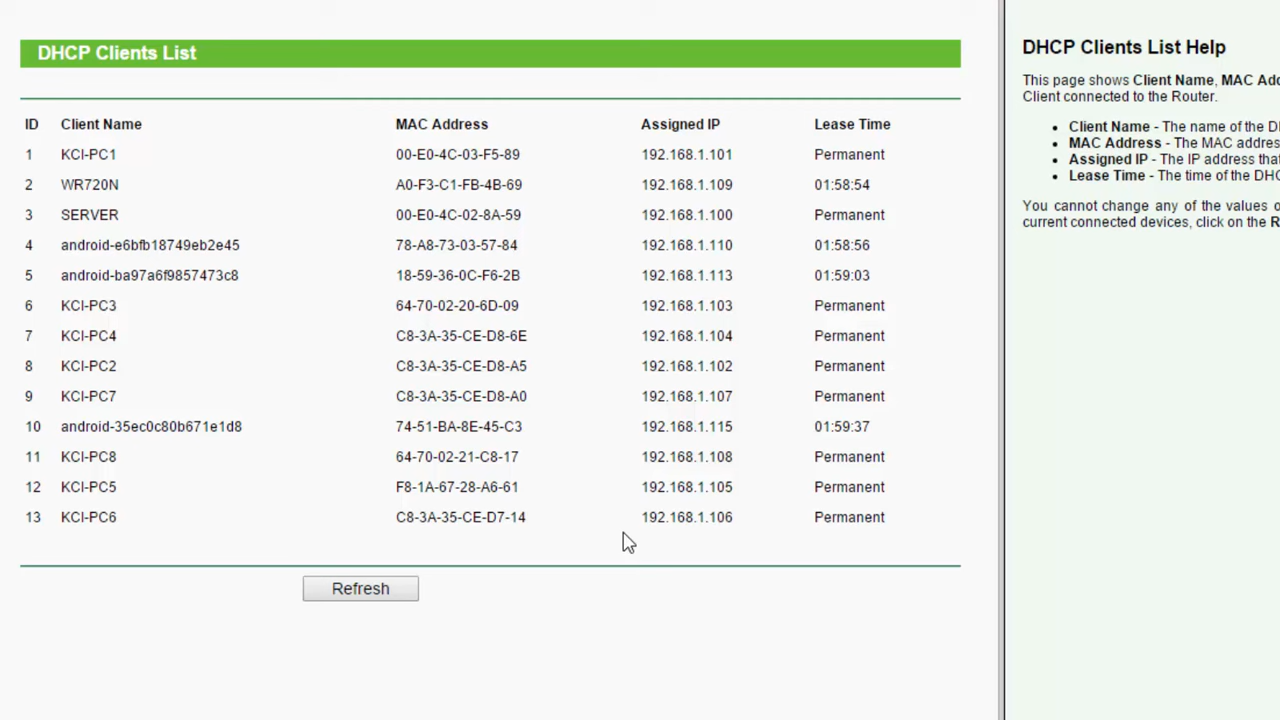 DHCP Clients List
ID Client Name MAC Address Assigned IP Lease Time
1 KCI-PC1 00-E0-4C-03-F5-89 192.168.1.101 Permanent
2 WR720N A0-F3-C1-FB-4B-69 192.168.1.109 01:58:54
3 SERVER 00-E0-4C-02-8A-59 192.168.1.100 Permanent
4 android-e6bfb18749eb2e45 78-A8-73-03-57-84 192.168.1.110 01:58:56
5 android-ba97a6f9857473c8 18-59-36-0C-F6-2B 192.168.1.113 01:59:03
6 KCI-PC3 64-70-02-20-6D-09 192.168.1.103 Permanent
7 KCI-PC4 C8-3A-35-CE-D8-6E 192.168.1.104 Permanent
8 KCI-PC2 C8-3A-35-CE-D8-A5 192.168.1.102 Permanent
9 KCI-PC7 C8-3A-35-CE-D8-A0 192.168.1.107 Permanent
10 android-35ec0c80b671e1d8 74-51-BA-8E-45-C3 192.168.1.115 01:59:37
11 KCI-PC8 64-70-02-21-C8-17 192.168.1.108 Permanent
12 KCI-PC5 F8-1A-67-28-A6-61 192.168.1.105 Permanent
13 KCI-PC6 C8-3A-35-CE-D7-14 192.168.1.106 Permanent
Refresh
DHCP Clients List Help
This page shows Client Name, MAC Add
Client connected to the Router.
• Client Name - The name of the D
• MAC Address - The MAC addres
• Assigned IP - The IP address that
• Lease Time - The time of the DHC
You cannot change any of the values o
current connected devices, click on the R